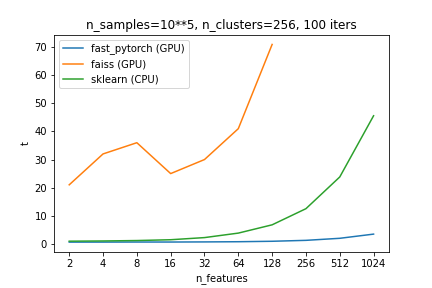 n_samples=10**5, n_clusters=256, 100 iters
fast_pytorch (GPU)
faiss (GPU)
sklearn (CPU)
70
60
50
40
30
20
10
0
t
2 4 8 16 32 64 128 256 512 1024
n_features